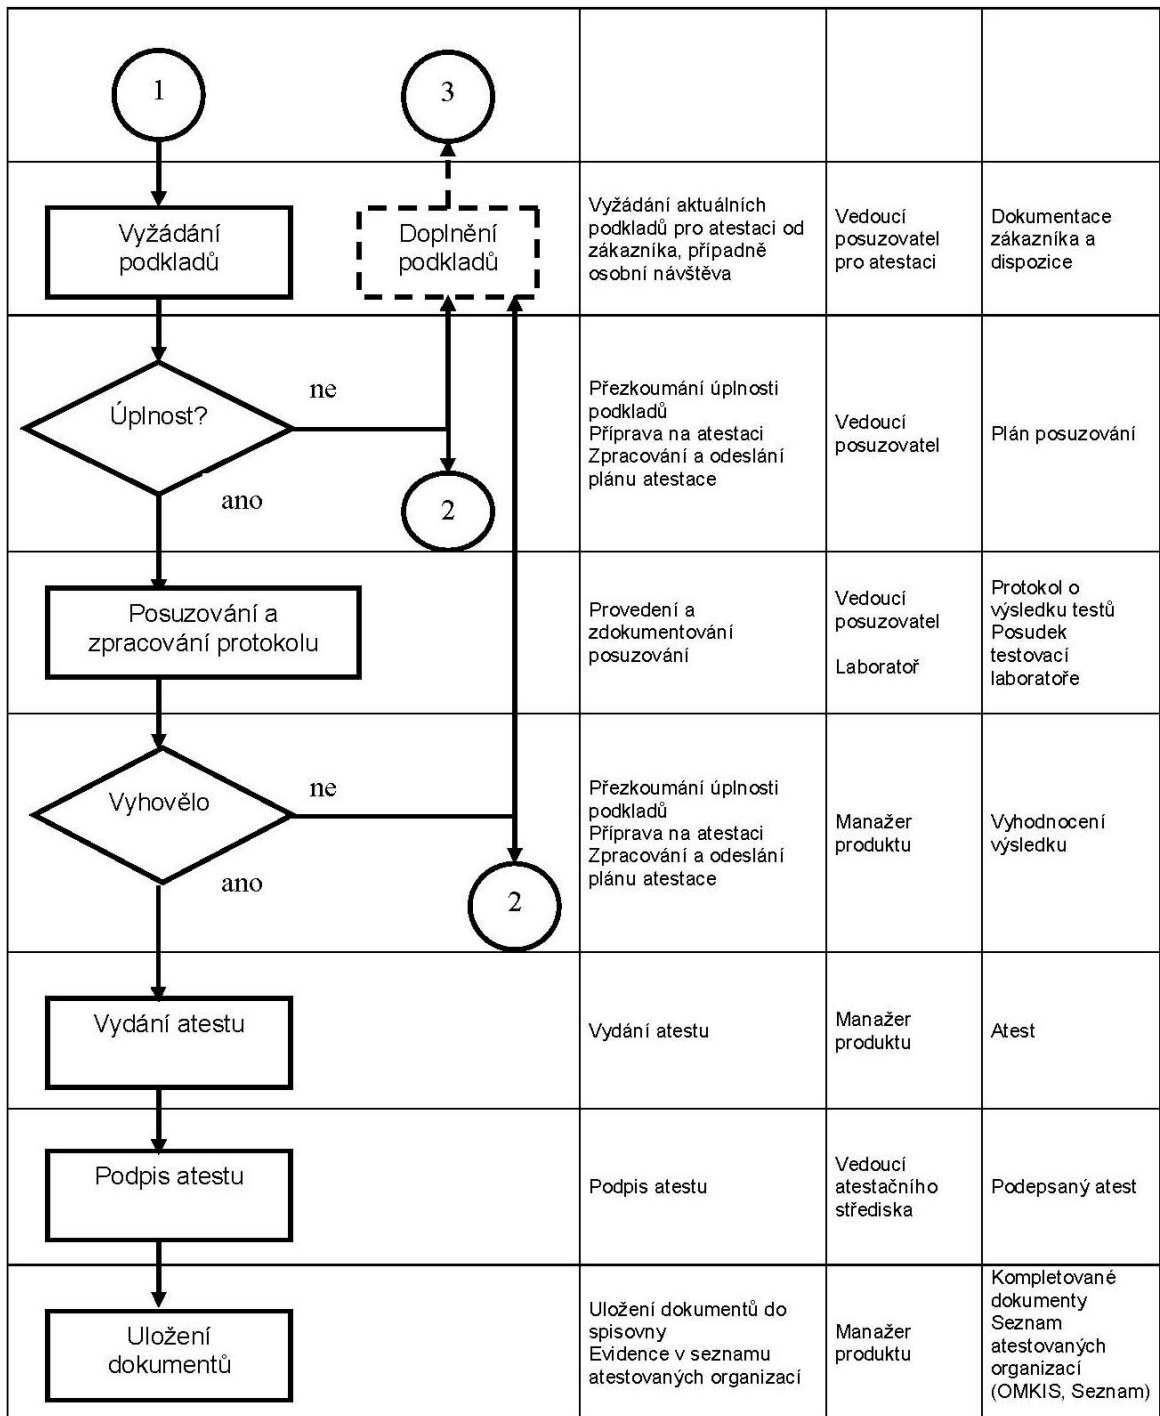 1
3
Vyžádání
podkladů
Doplnění
podkladů
Vyžádání aktuálních
podkladů pro atestaci od
zákazníka, případně
osobní návštěva
Vedoucí
posuzovatel
pro atestaci
Dokumentace
zákazníka a
dispozice
Úplnost?
ne
ano
2
Přezkoumání úplnosti
podkladů
Příprava na atestaci
Zpracování a odeslání
plánu atestace
Vedoucí
posuzovatel
Plán posuzování
Posuzování a
zpracování protokolu
Provedení a
zdokumentování
posuzování
Vedoucí
posuzovatel
Laboratoř
Protokol o
výsledku testů
Posudek
testovací
laboratoře
Vyhovělo
ne
ano
2
Přezkoumání úplnosti
podkladů
Příprava na atestaci
Zpracování a odeslání
plánu atestace
Manažer
produktu
Vyhodnocení
výsledku
Vydání atestu
Vydání atestu
Manažer
produktu
Atest
Podpis atestu
Podpis atestu
Vedoucí
atestačního
střediska
Podepsaný atest
Uložení
dokumentů
Uložení dokumentů do
spisovny
Evidence v seznamu
atestovaných organizací
Manažer
produktu
Kompletované
dokumenty
Seznam
atestovaných
organizací
(OMKIS, Seznam)